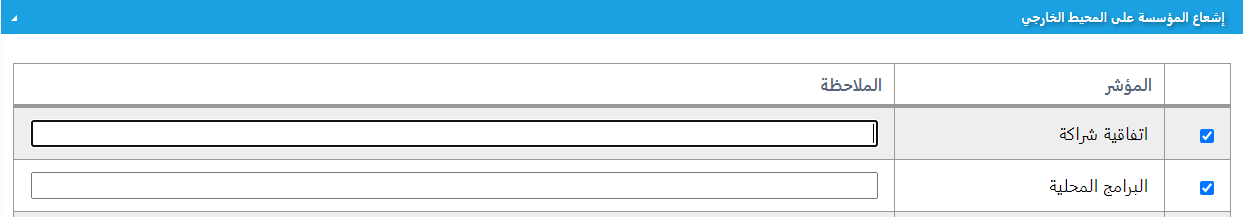 إشعاع المؤسسة على المحيط الخارجي
المؤشر الملاحظة
اتفاقية شراكة
البرامج المحلية